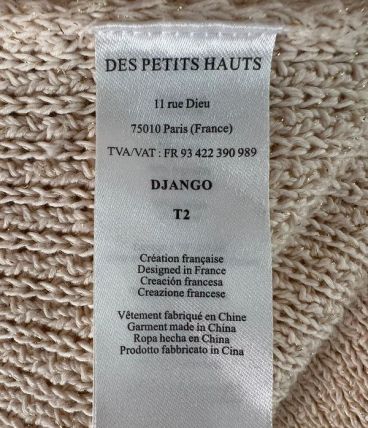 DES PETITS HAUTS
11 rue Dieu
75010 Paris (France)
TVA/VAT : FR 93 422 390 989
DJANGO
T2
Création française
Designed in France
Creación francesa
Creazione francese
Vêtement fabriqué en Chine
Garment made in China
Ropa hecha en China
Prodotto fabbricato in Cina